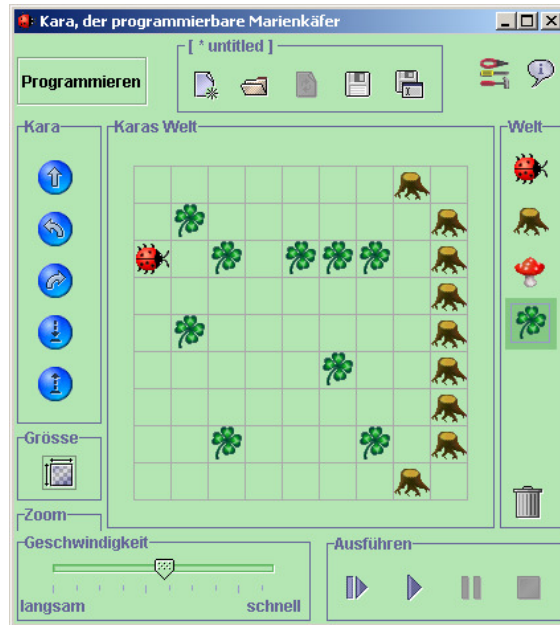 Kara, der programmierbare Marienkäfer
[ * untitled ]
Programmieren
Kara
Karas Welt
Welt
Grösse
Zoom
Geschwindigkeit
langsam
schnell
Ausführen